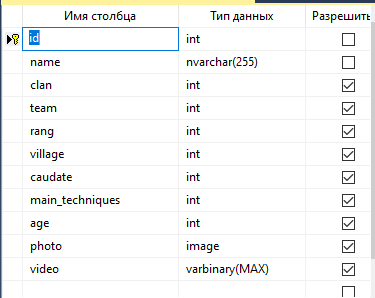 Имя столбца Тип данных Разрешить
id int
name nvarchar(255)
clan int
team int
rang int
village int
caudate int
main_techniques int
age int
photo image
video varbinary(MAX)